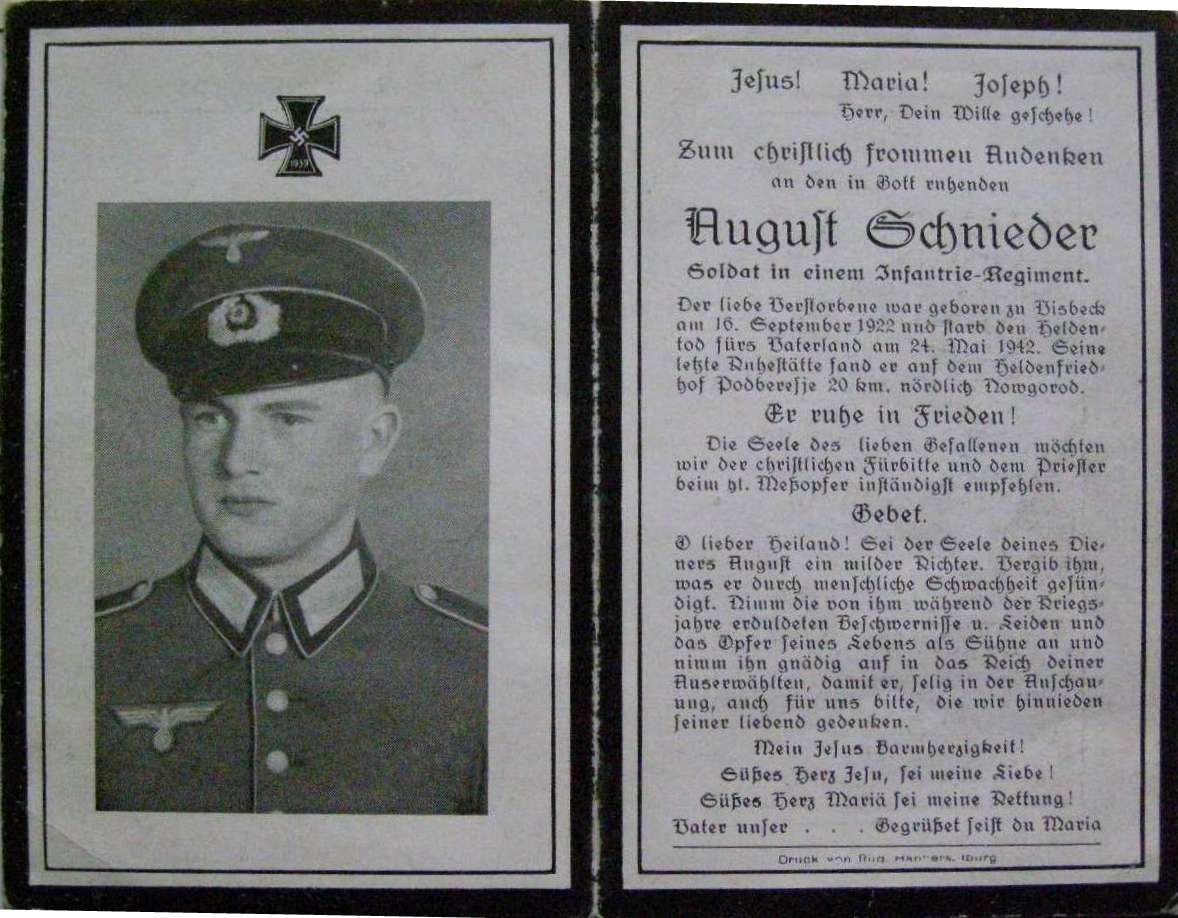 1939
Jesus! Maria! Joseph!
Herr, Dein Wille geschehe!
Zum christlich frommen Andenken
an den in Gott ruhenden
August Schnieder
Soldat in einem Infantrie-Regiment.
Der liebe Verstorbene war geboren zu Visbeck
am 16. September 1922 und starb den Helden-
tod fürs Vaterland am 24. Mai 1942. Seine
letzte Ruhestätte fand er auf dem Heldenfried-
hof Podberesje 20 km. nördlich Nowgorod.
Er ruhe in Frieden!
Die Seele des lieben Gefallenen möchten
wir der christlichen Fürbitte und dem Priester
beim hl. Meßopfer inständigst empfehlen.
Gebet.
O lieber Heiland! Sei der Seele deines Die-
ners August ein milder Richter. Vergib ihm,
was er durch menschliche Schwachheit gesün-
digt. Nimm die von ihm während der Kriegs-
jahre erduldeten Beschwernisse u. Leiden und
das Opfer seines Lebens als Sühne an und
nimm ihn gnädig auf in das Reich deiner
Auserwählten, damit er, selig in der Anschau-
ung, auch für uns bitte, die wir hinnieden
seiner liebend gedenken.
Mein Jesus Barmherzigkeit!
Süßes Herz Jesu, sei meine Liebe!
Süßes Herz Mariä sei meine Rettung!
Vater unser . . . Gegrüßet seist du Maria
Druck von Rud. Iburg